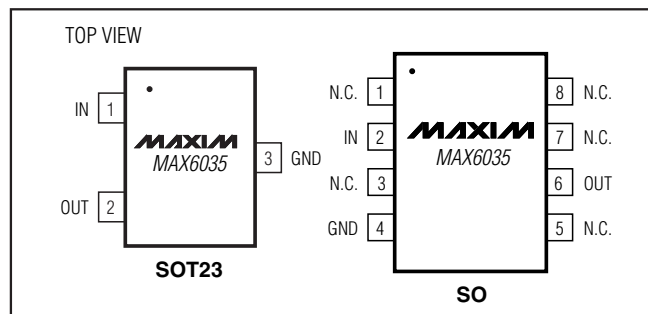 TOP VIEW
IN 1
OUT 2
MAXIM
MAX6035
3 GND
SOT23
N.C. 1
IN 2
N.C. 3
GND 4
MAXIM
MAX6035
8 N.C.
7 N.C.
6 OUT
5 N.C.
SO